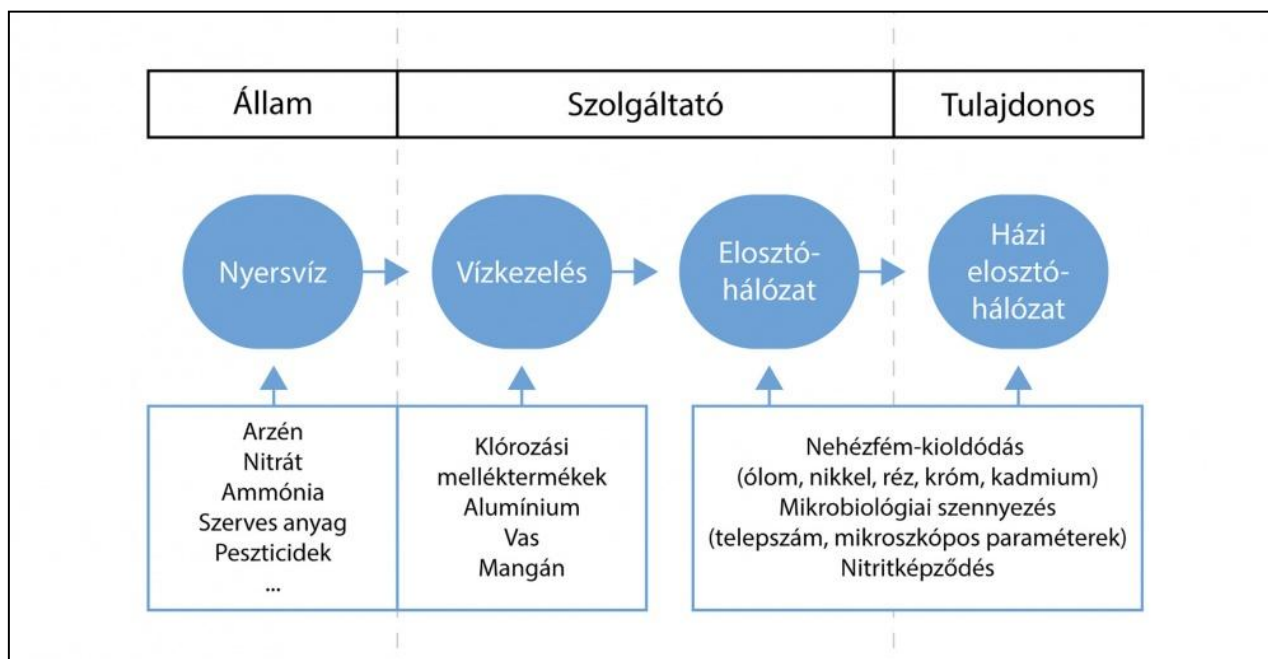 Állam
Szolgáltató
Tulajdonos
Nyersvíz
Vízkezelés
Elosztó-
hálózat
Házi
elosztó-
hálózat
Arzén
Nitrát
Ammónia
Szerves anyag
Peszticidek
...
Klórozási
melléktermékek
Alumínium
Vas
Mangán
Nehézfém-kioldódás
(ólom, nikkel, réz, króm, kadmium)
Mikrobiológiai szennyezés
(telepszám, mikroszkópos paraméterek)
Nitritképződés